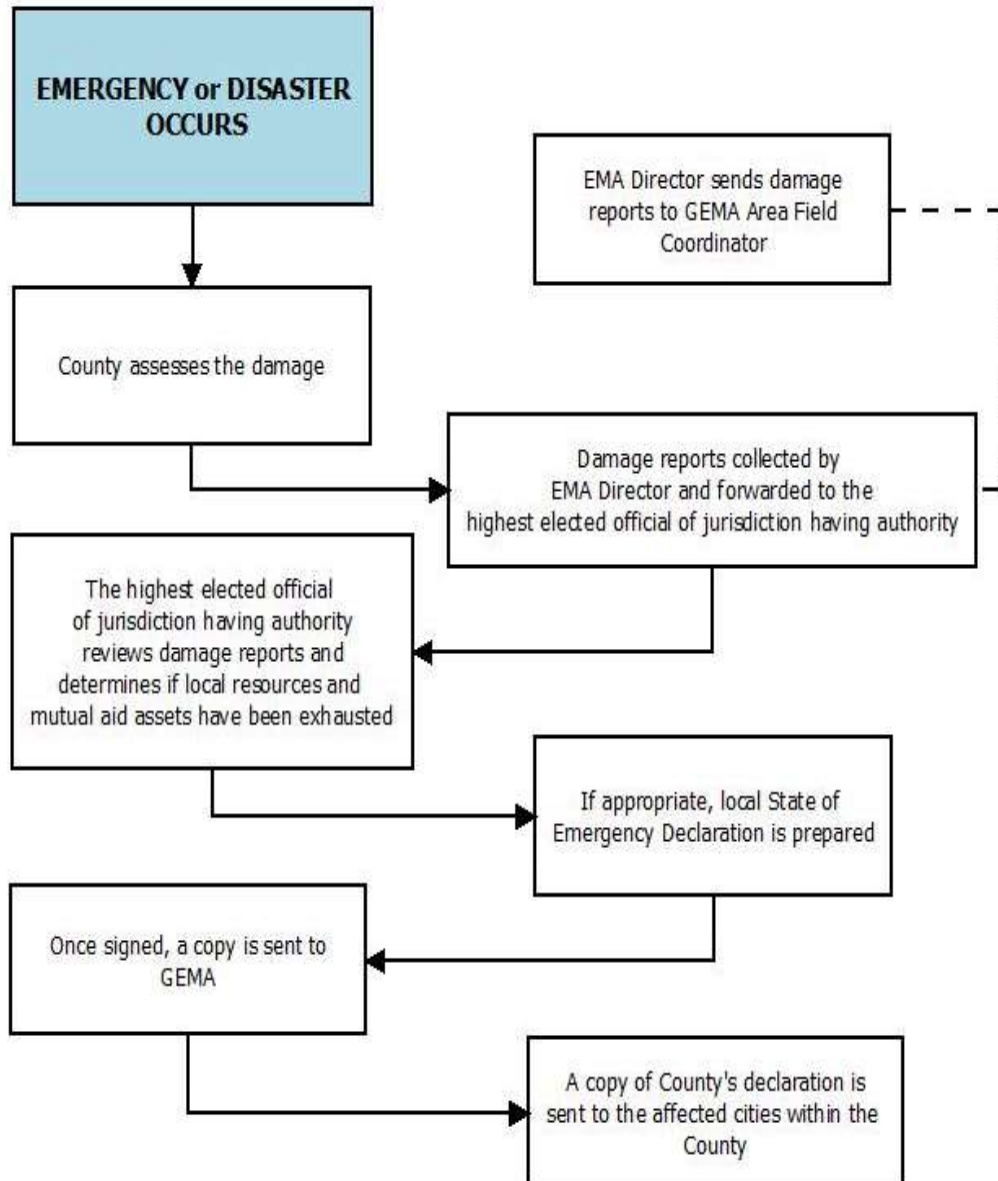 EMERGENCY or DISASTER
OCCURS
EMA Director sends damage
reports to GEMA Area Field
Coordinator
County assesses the damage
Damage reports collected by
EMA Director and forwarded to the
highest elected official of jurisdiction having authority
The highest elected official
of jurisdiction having authority
reviews damage reports and
determines if local resources and
mutual aid assets have been exhausted
If appropriate, local State of
Emergency Declaration is prepared
Once signed, a copy is sent to
GEMA
A copy of County's declaration is
sent to the affected cities within the
County